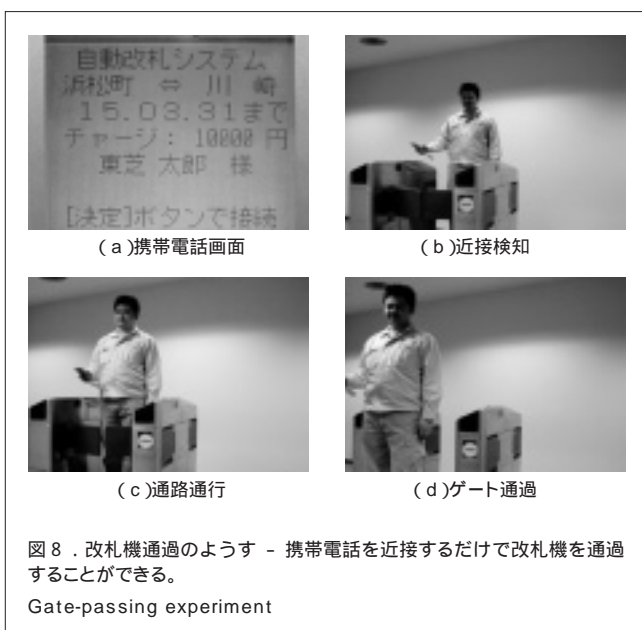 自動改札システム
浜松町 ⇔ 川 崎
15.03.31まで
チャージ: 10000 円
東芝 太郎 様
[決定]ボタンで接続
(a)携帯電話画面
(b)近接検知
(c)通路通行
(d)ゲート通過
図8．改札機通過のようす － 携帯電話を近接するだけで改札機を通過
することができる。
Gate-passing experiment